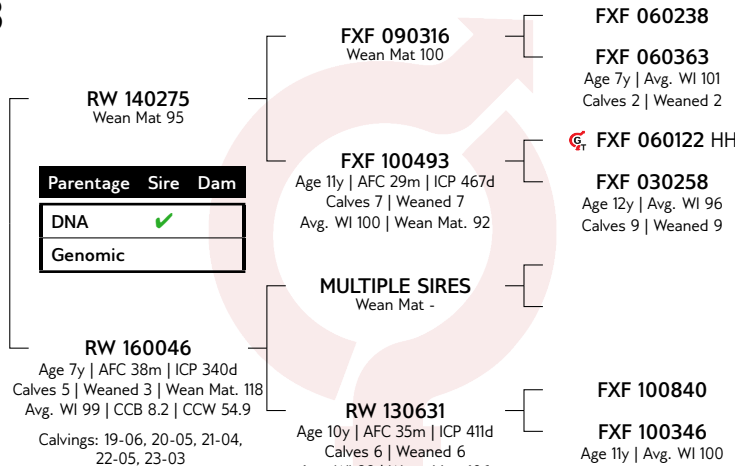 FXF 060238
FXF 090316
Wean Mat 100
FXF 060363
Age 7y | Avg. WI 101
Calves 2 | Weaned 2
RW 140275
Wean Mat 95
FXF 060122 HH
FXF 100493
Age 11y | AFC 29m | ICP 467d
Calves 7 | Weaned 7
Avg. WI 100 | Wean Mat. 92
FXF 030258
Age 12y | Avg. WI 96
Calves 9 | Weaned 9
Parentage Sire Dam
DNA ✔
Genomic
MULTIPLE SIRES
Wean Mat -
RW 160046
Age 7y | AFC 38m | ICP 340d
Calves 5 | Weaned 3 | Wean Mat. 118
Avg. WI 99 | CCB 8.2 | CCW 54.9
Calvings: 19-06, 20-05, 21-04,
22-05, 23-03
FXF 100840
RW 130631
Age 10y | AFC 35m | ICP 411d
Calves 6 | Weaned 6
FXF 100346
Age 11y | Avg. WI 100